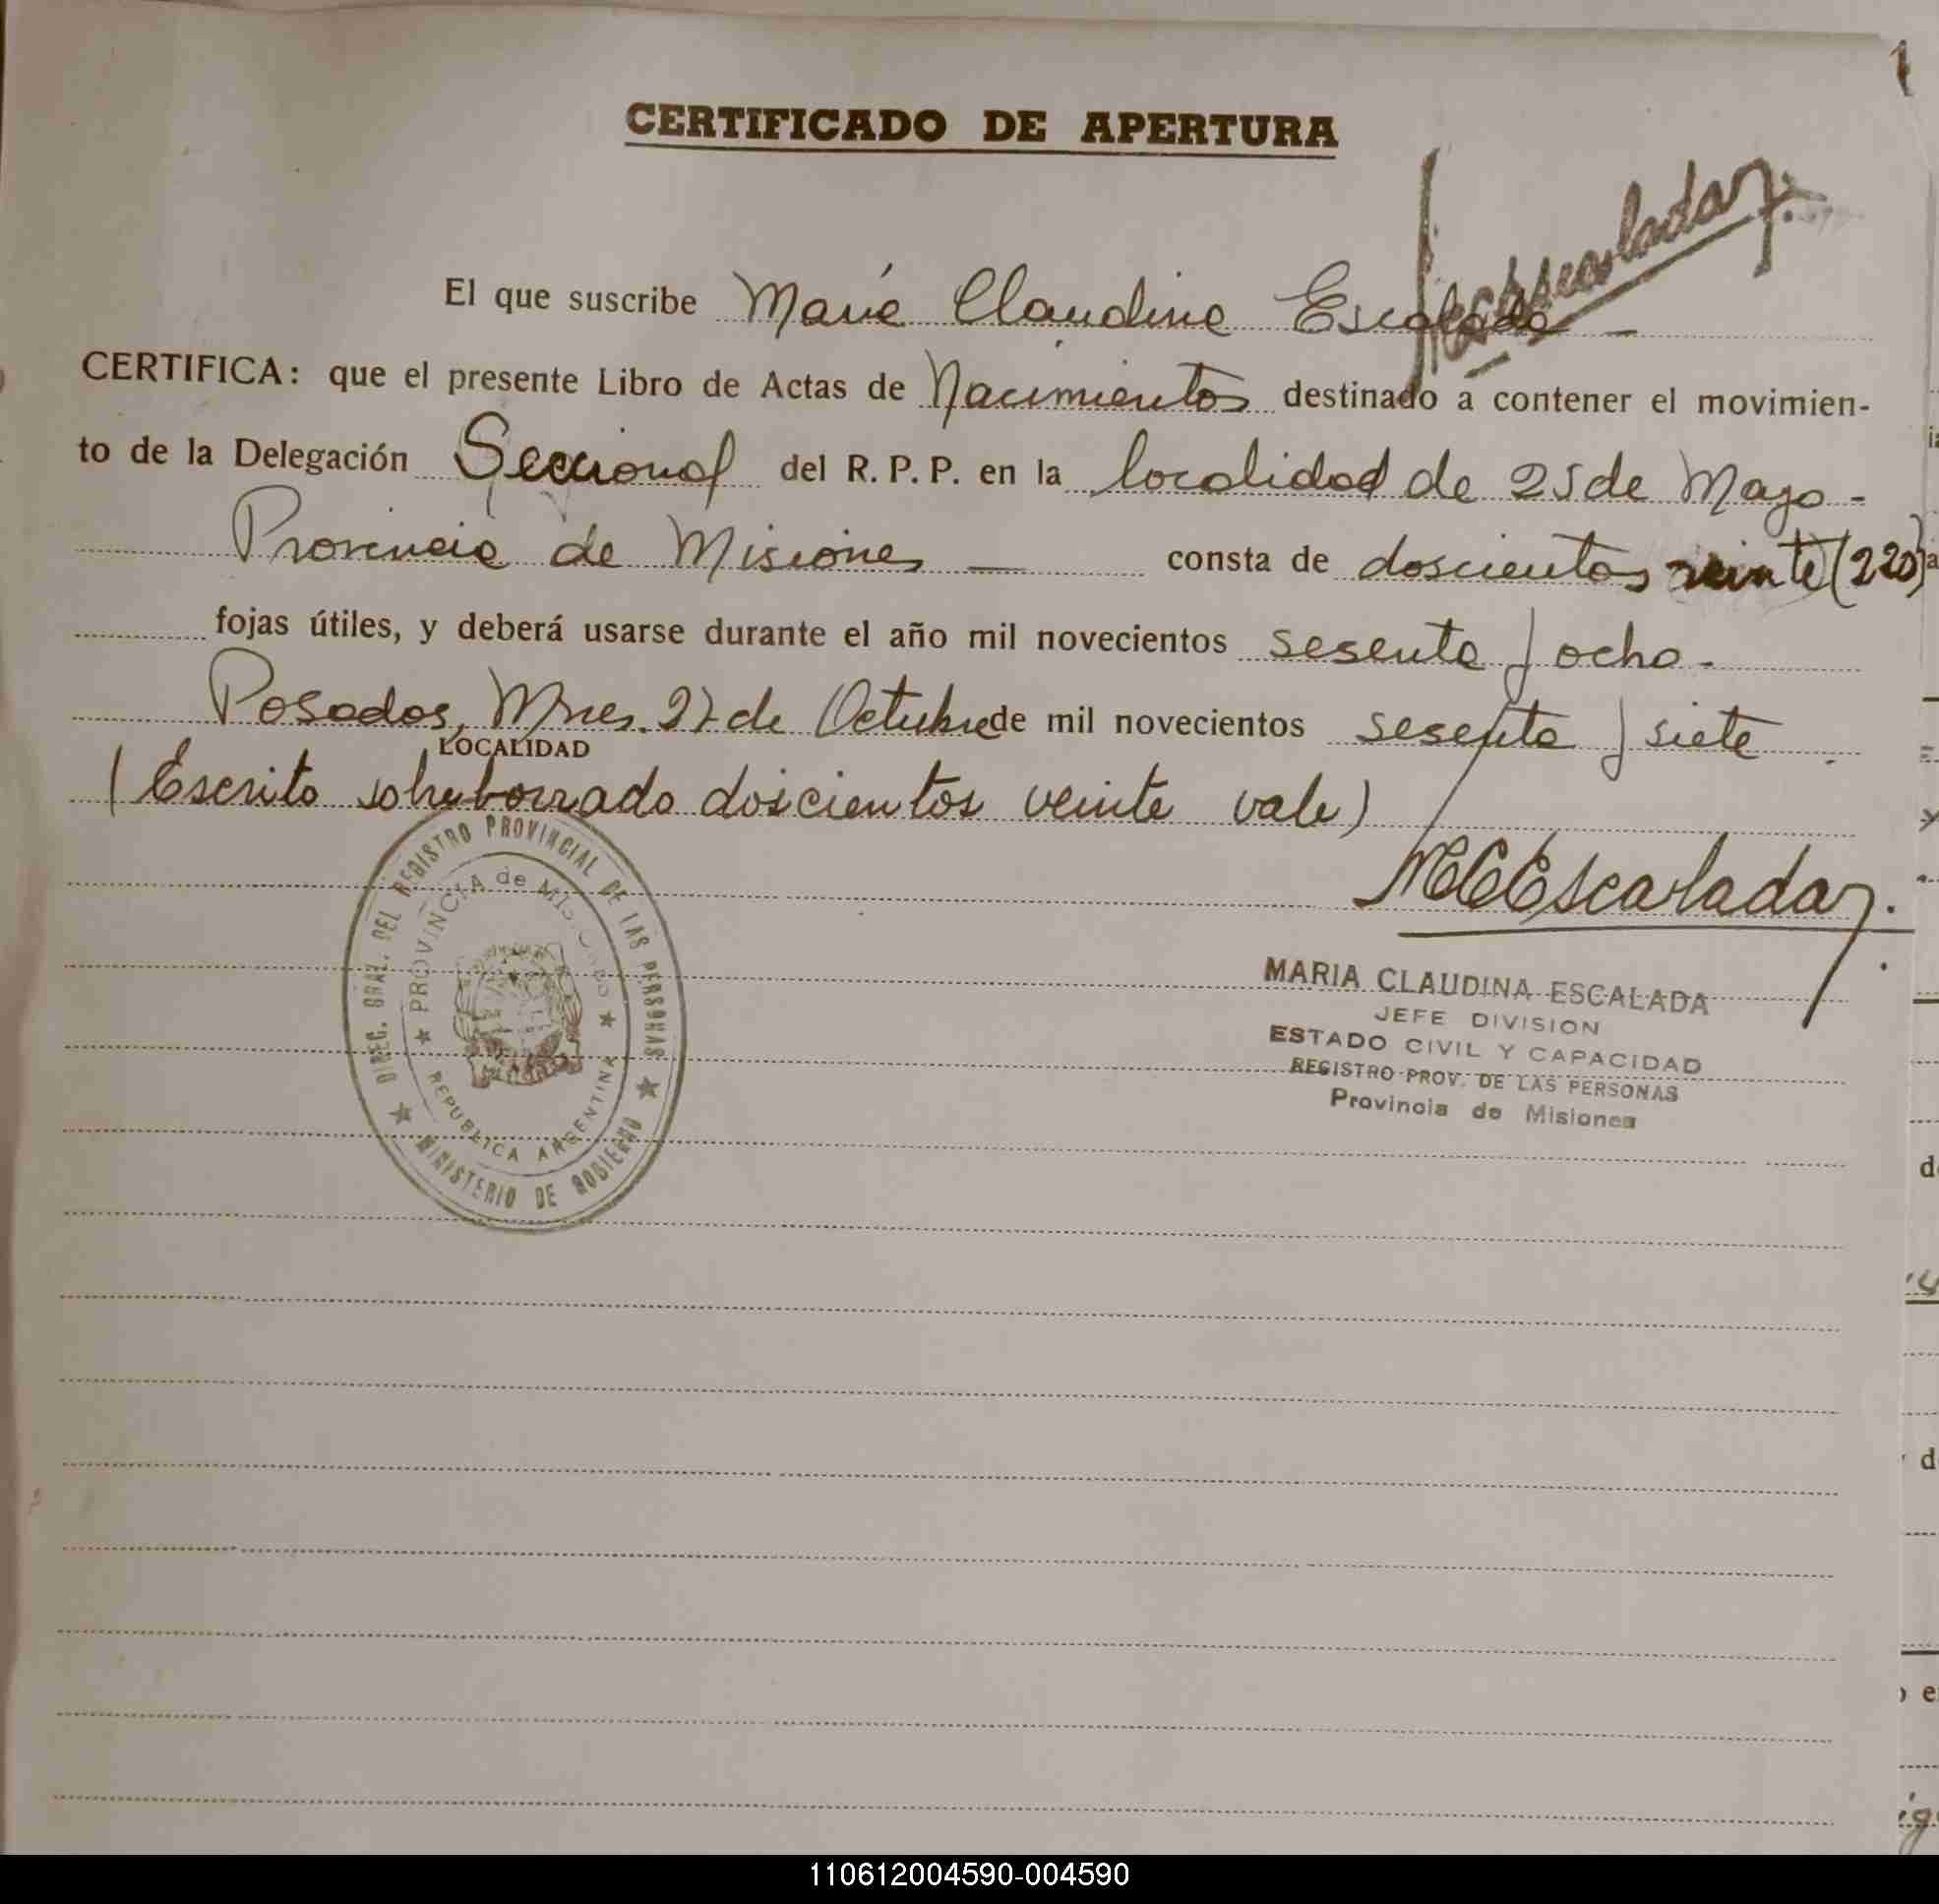 1
CERTIFICADO DE APERTURA
MCEscalada
El que suscribe María Claudina Escalada
CERTIFICA: que el presente Libro de Actas de Nacimientos destinado a contener el movimien-
to de la Delegación Seccional del R. P. P. en la localidad de 25 de Mayo -
Provincia de Misiones consta de doscientos veinte (220)
fojas útiles, y deberá usarse durante el año mil novecientos sesenta y ocho.
Posadas, Mnes. 27 de Octubre de mil novecientos sesenta y siete
LOCALIDAD
(Escrito sobreborrado doscientos veinte vale)
MCEscalada
DIREC. GRAL. DEL REGISTRO PROVINCIAL DE LAS PERSONAS
PROVINCIA de MISIONES
REPUBLICA ARGENTINA
MINISTERIO DE GOBIERNO
MARIA CLAUDINA ESCALADA
JEFE DIVISION
ESTADO CIVIL Y CAPACIDAD
REGISTRO PROV. DE LAS PERSONAS
Provincia de Misiones
110612004590-004590